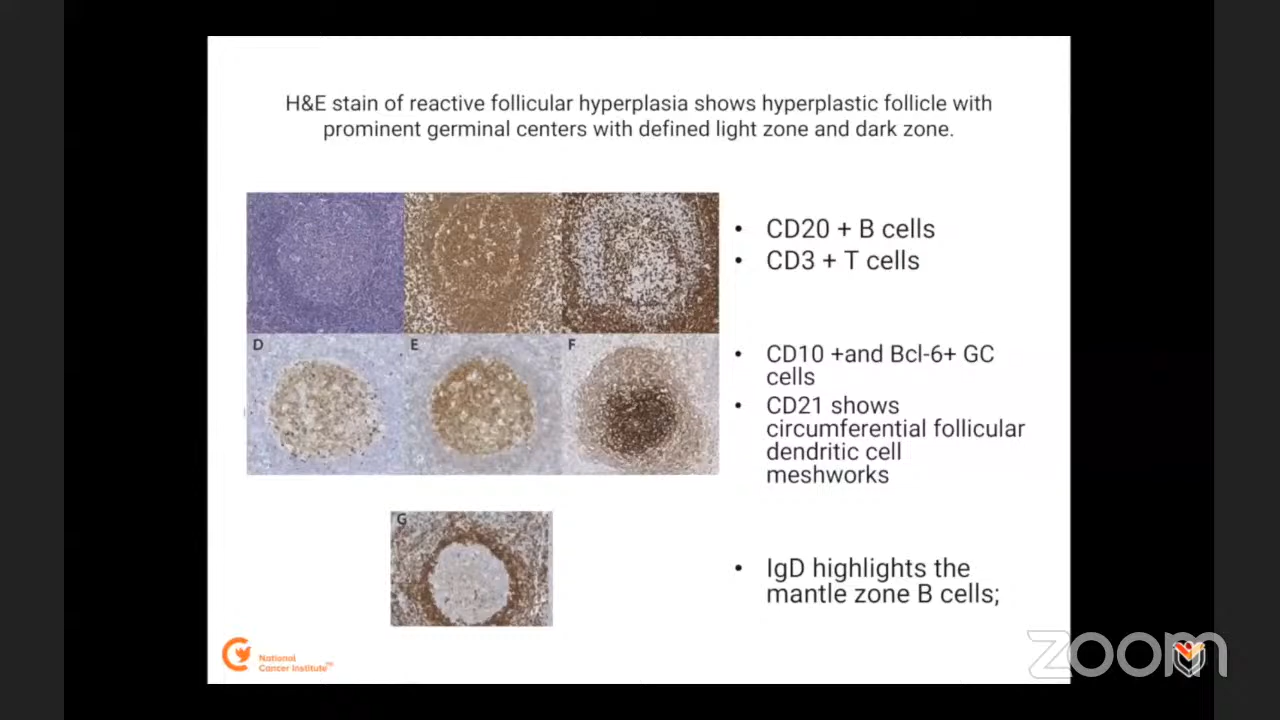 H&E stain of reactive follicular hyperplasia shows hyperplastic follicle with
prominent germinal centers with defined light zone and dark zone.
• CD20 + B cells
• CD3 + T cells
D
E
F
• CD10 +and Bcl-6+ GC
cells
• CD21 shows
circumferential follicular
dendritic cell
meshworks
G
• IgD highlights the
mantle zone B cells;
National
Cancer Institute™
zoom